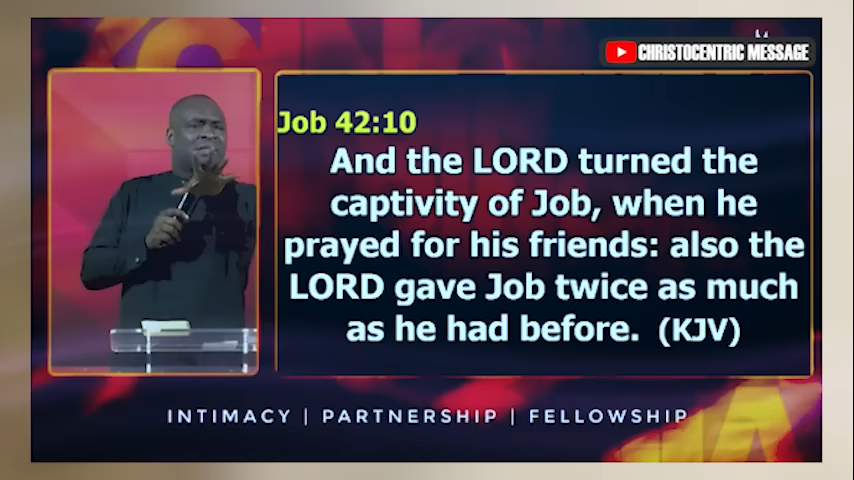 CHRISTOCENTRIC MESSAGE
Job 42:10
And the LORD turned the
captivity of Job, when he
prayed for his friends: also the
LORD gave Job twice as much
as he had before. (KJV)
INTIMACY | PARTNERSHIP | FELLOWSHIP